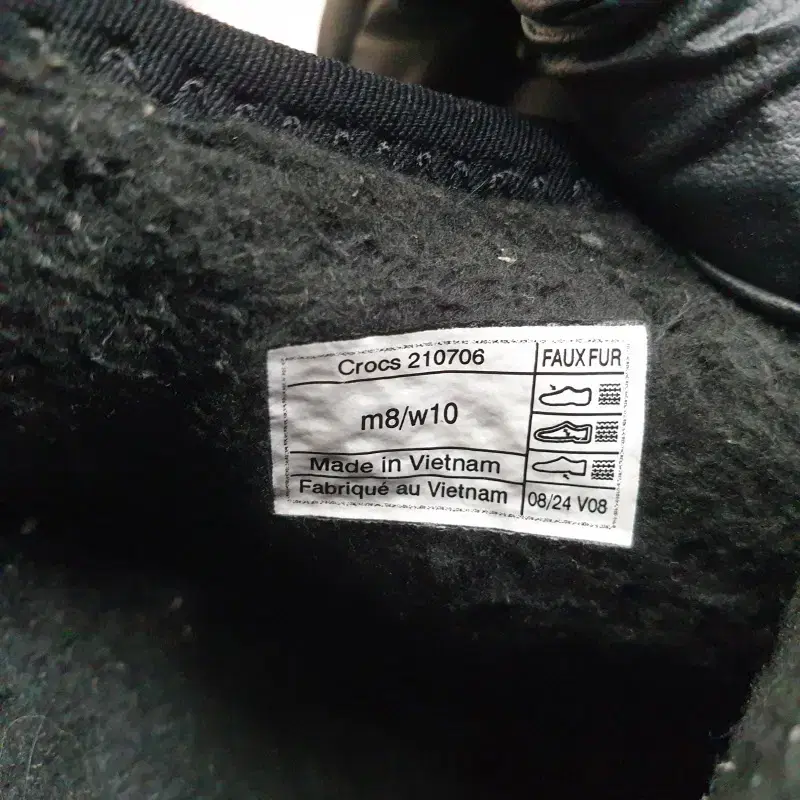 Crocs 210706
FAUX FUR
m8/w10
Made in Vietnam
Fabriqué au Vietnam
08/24 V08